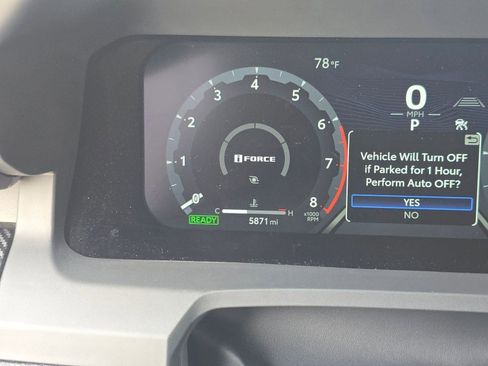 78°F
4
5
3
6
2
7
1
8
0
x1000
RPM
i FORCE
C H
READY
5871 mi
0
MPH
P
Vehicle Will Turn OFF
if Parked for 1 Hour,
Perform Auto OFF?
YES
NO